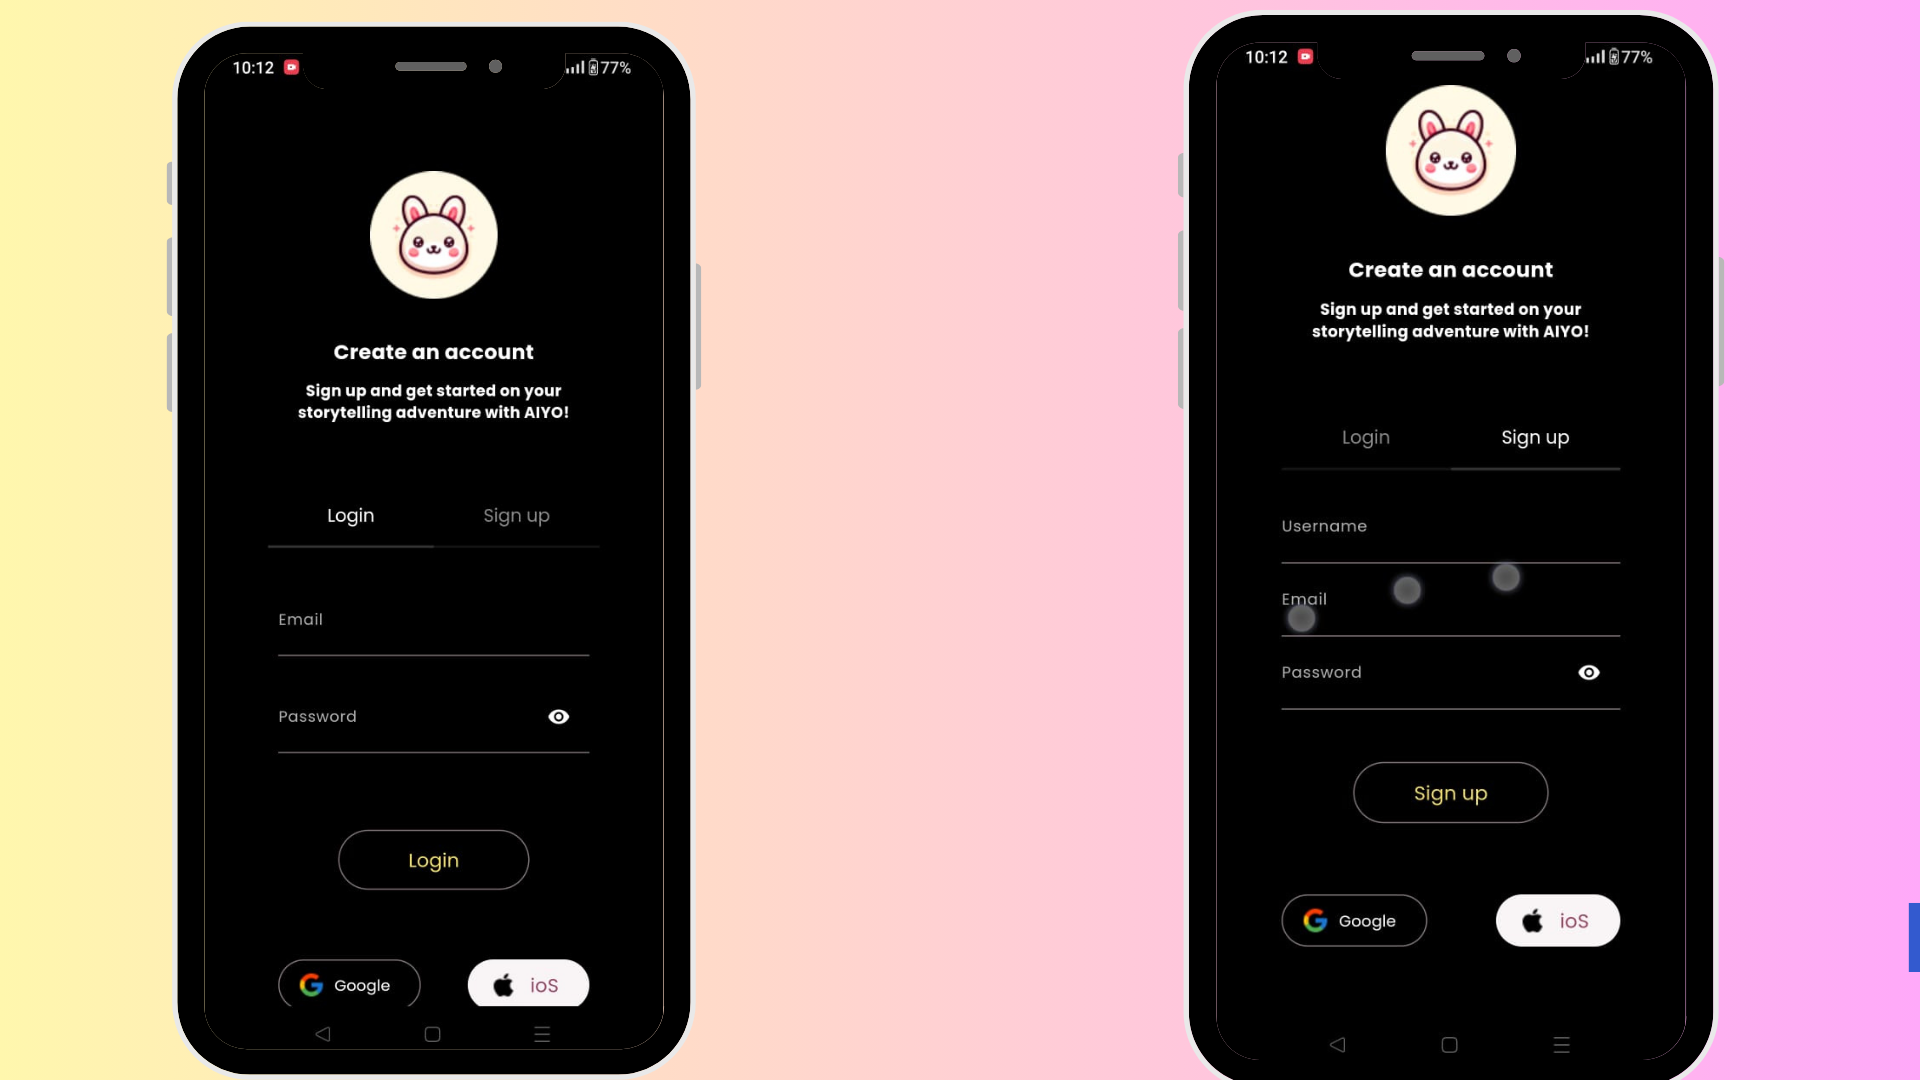 10:12
77%
Create an account
Sign up and get started on your
storytelling adventure with AIYO!
Login Sign up
Email
Password
Login
Google
ioS
10:12
77%
Create an account
Sign up and get started on your
storytelling adventure with AIYO!
Login Sign up
Username
Email
Password
Sign up
Google
ioS